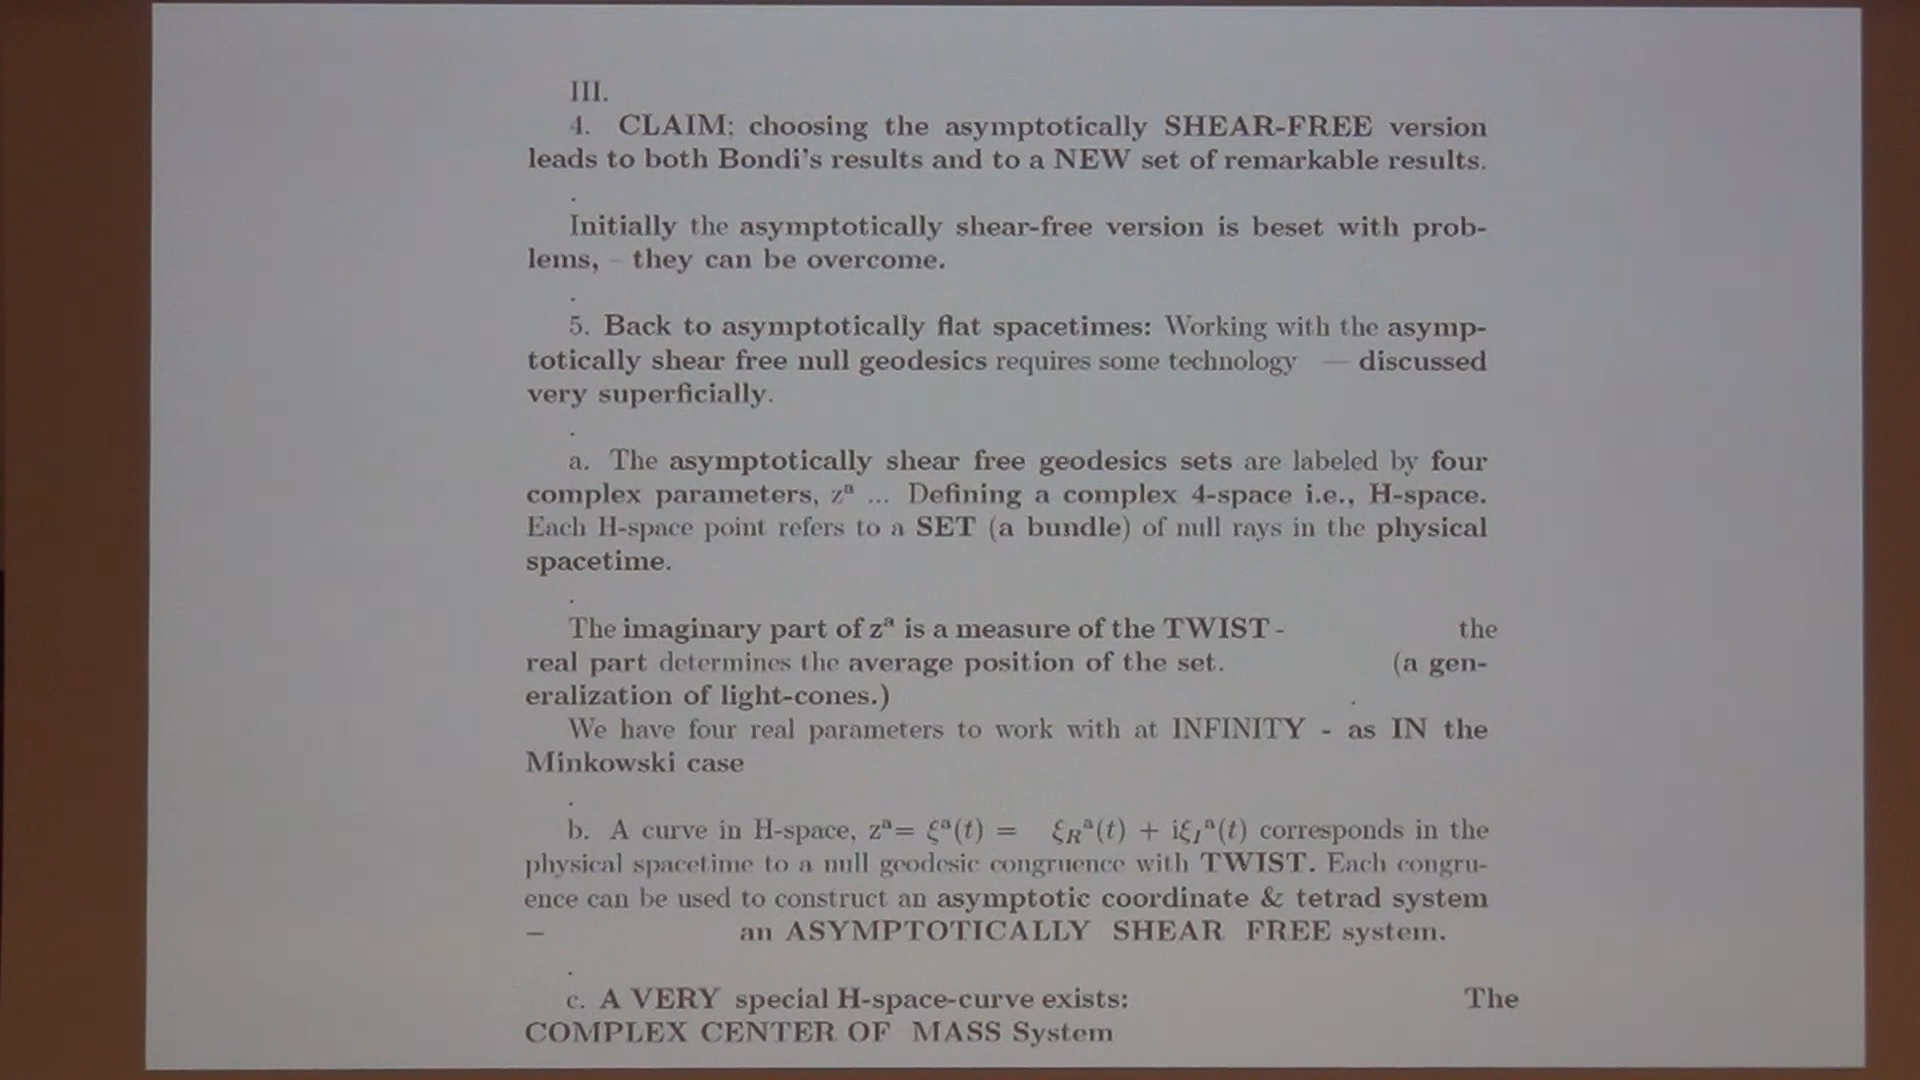 III.
4. CLAIM; choosing the asymptotically SHEAR-FREE version
leads to both Bondi's results and to a NEW set of remarkable results.
.
Initially the asymptotically shear-free version is beset with prob-
lems, – they can be overcome.
.
5. Back to asymptotically flat spacetimes: Working with the asymp-
totically shear free null geodesics requires some technology — discussed
very superficially.
.
a. The asymptotically shear free geodesics sets are labeled by four
complex parameters, zᵃ ... Defining a complex 4-space i.e., H-space.
Each H-space point refers to a SET (a bundle) of null rays in the physical
spacetime.
.
The imaginary part of zᵃ is a measure of the TWIST - the
real part determines the average position of the set. (a gen-
eralization of light-cones.) .
We have four real parameters to work with at INFINITY - as IN the
Minkowski case
.
b. A curve in H-space, zᵃ= ξᵃ(t) = ξ_Rᵃ(t) + iξ_Iᵃ(t) corresponds in the
physical spacetime to a null geodesic congruence with TWIST. Each congru-
ence can be used to construct an asymptotic coordinate & tetrad system
– an ASYMPTOTICALLY SHEAR FREE system.
.
c. A VERY special H-space-curve exists: The
COMPLEX CENTER OF MASS System